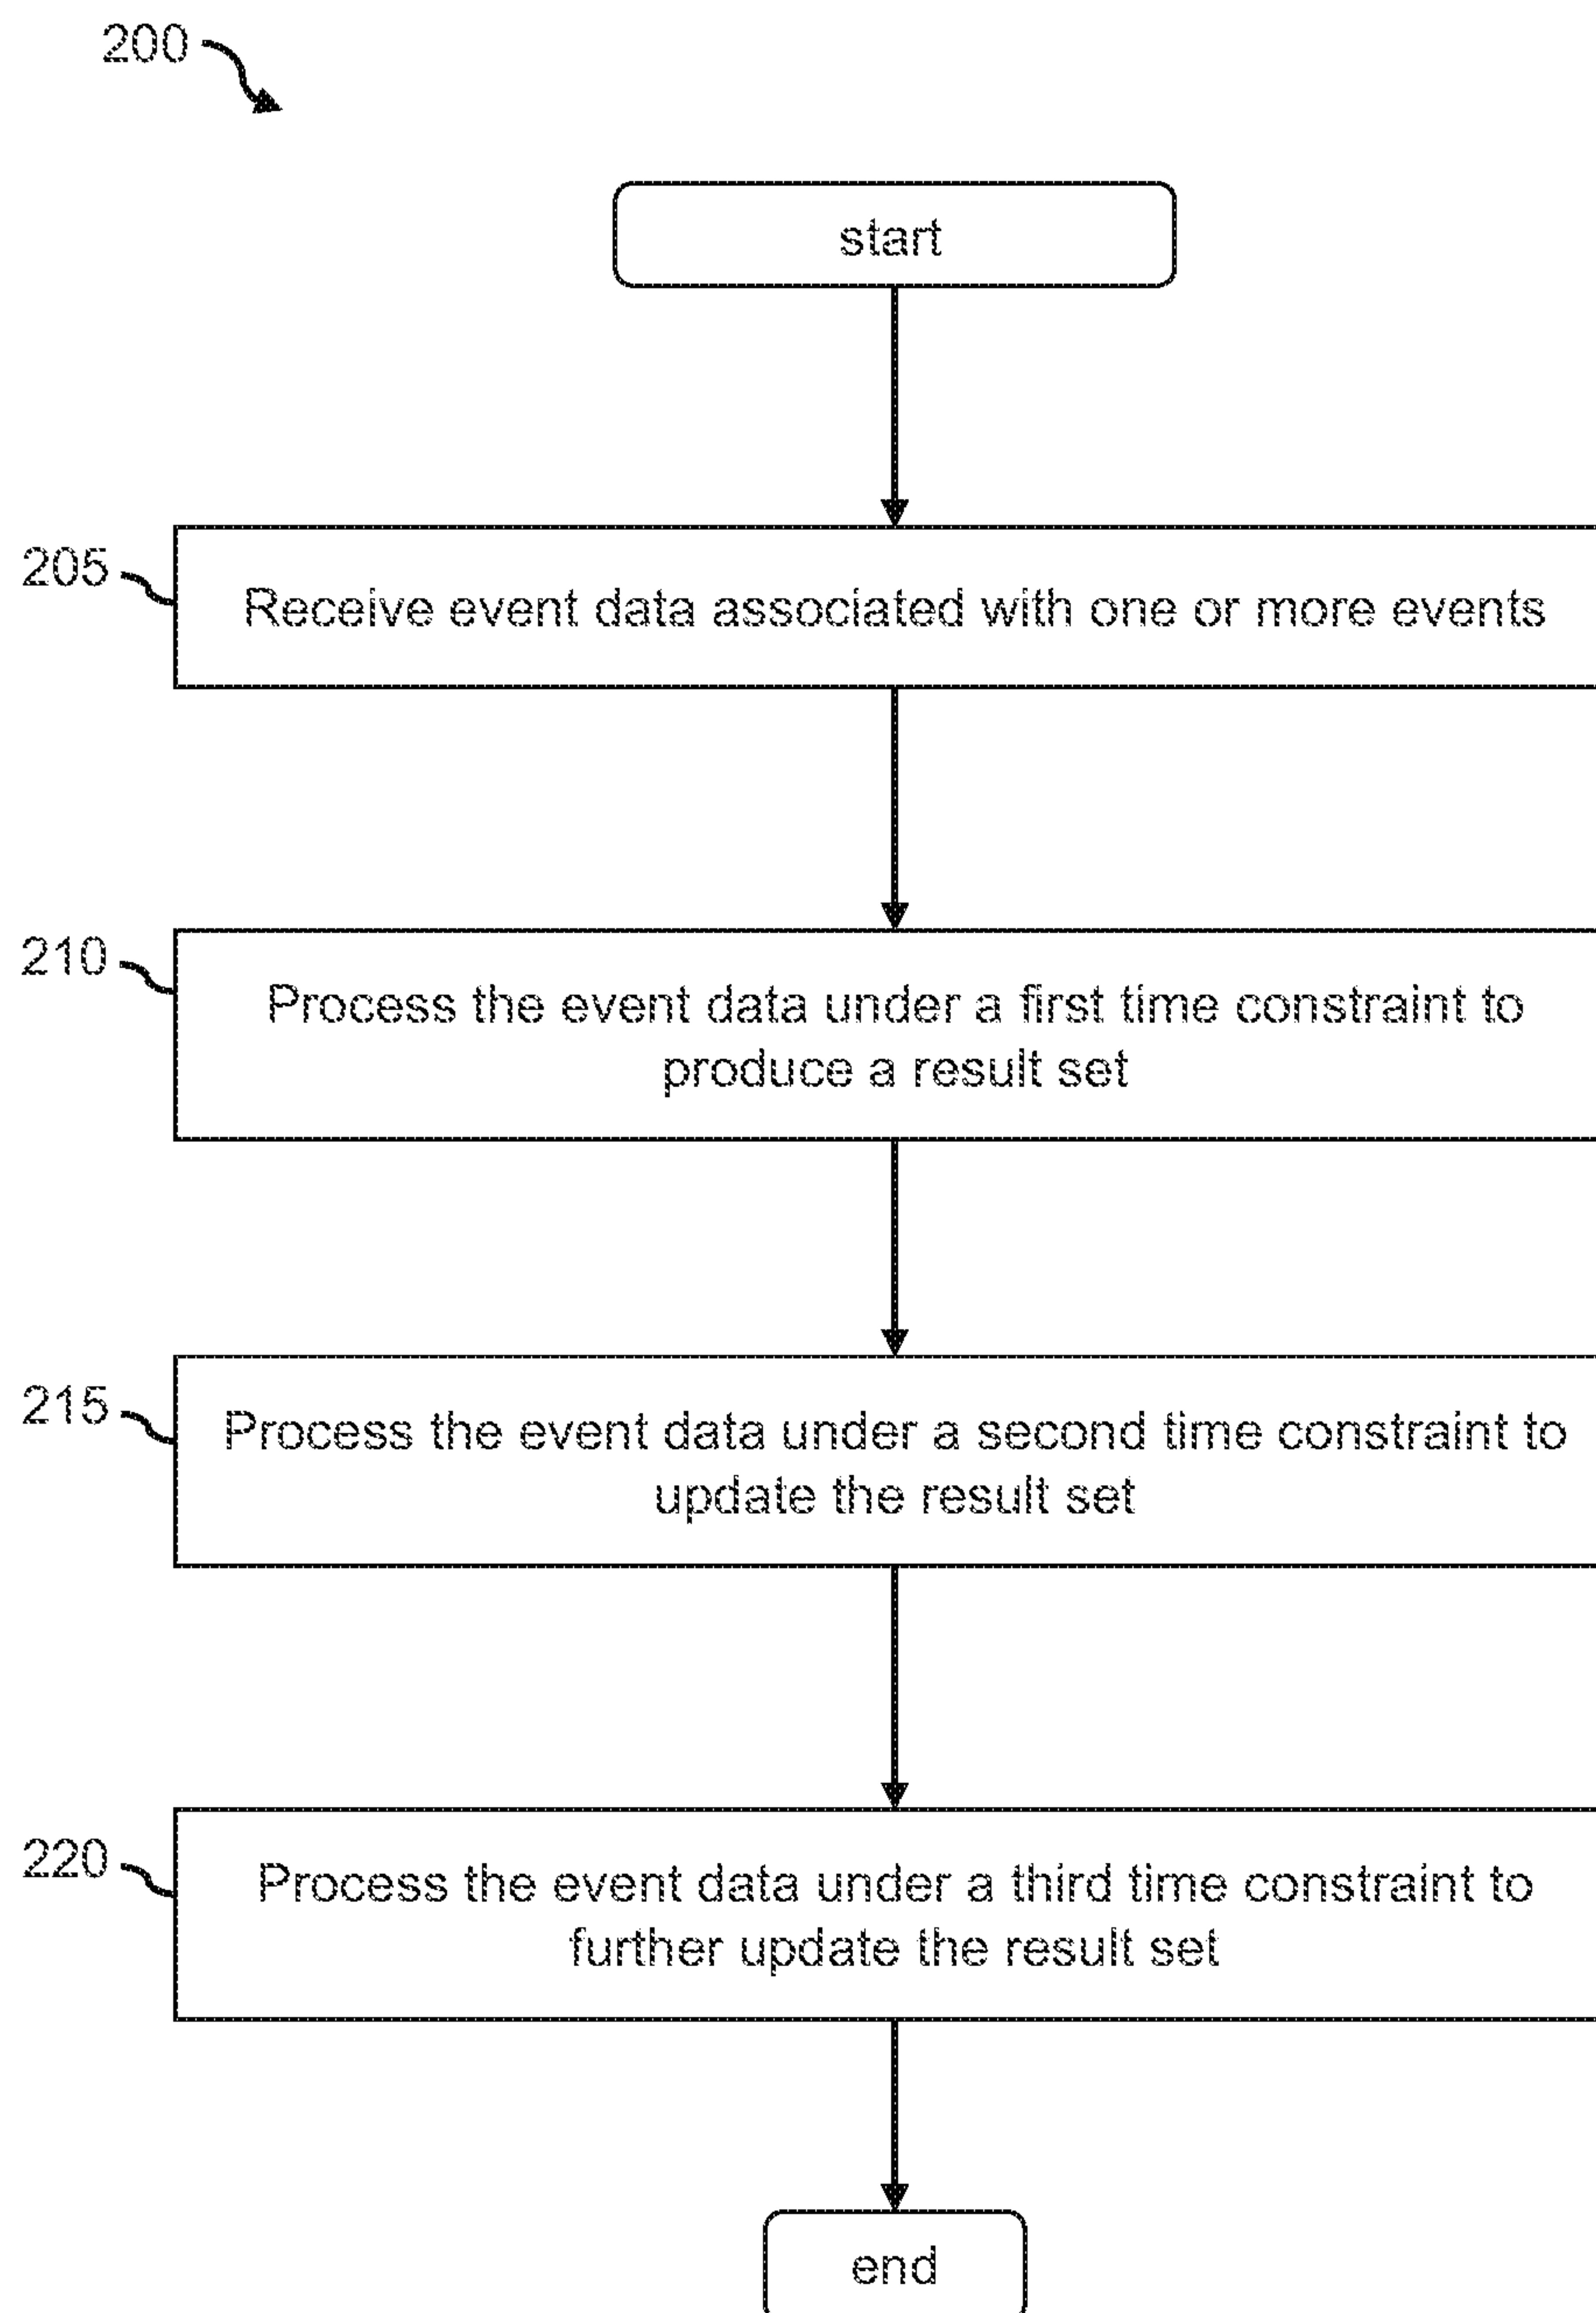 200
start
205
Receive event data associated with one or more events
210
Process the event data under a first time constraint to
produce a result set
215
Process the event data under a second time constraint to
update the result set
220
Process the event data under a third time constraint to
further update the result set
end